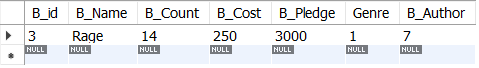 B_id B_Name B_Count B_Cost B_Pledge Genre B_Author
3 Rage 14 250 3000 1 7
NULL NULL NULL NULL NULL NULL NULL